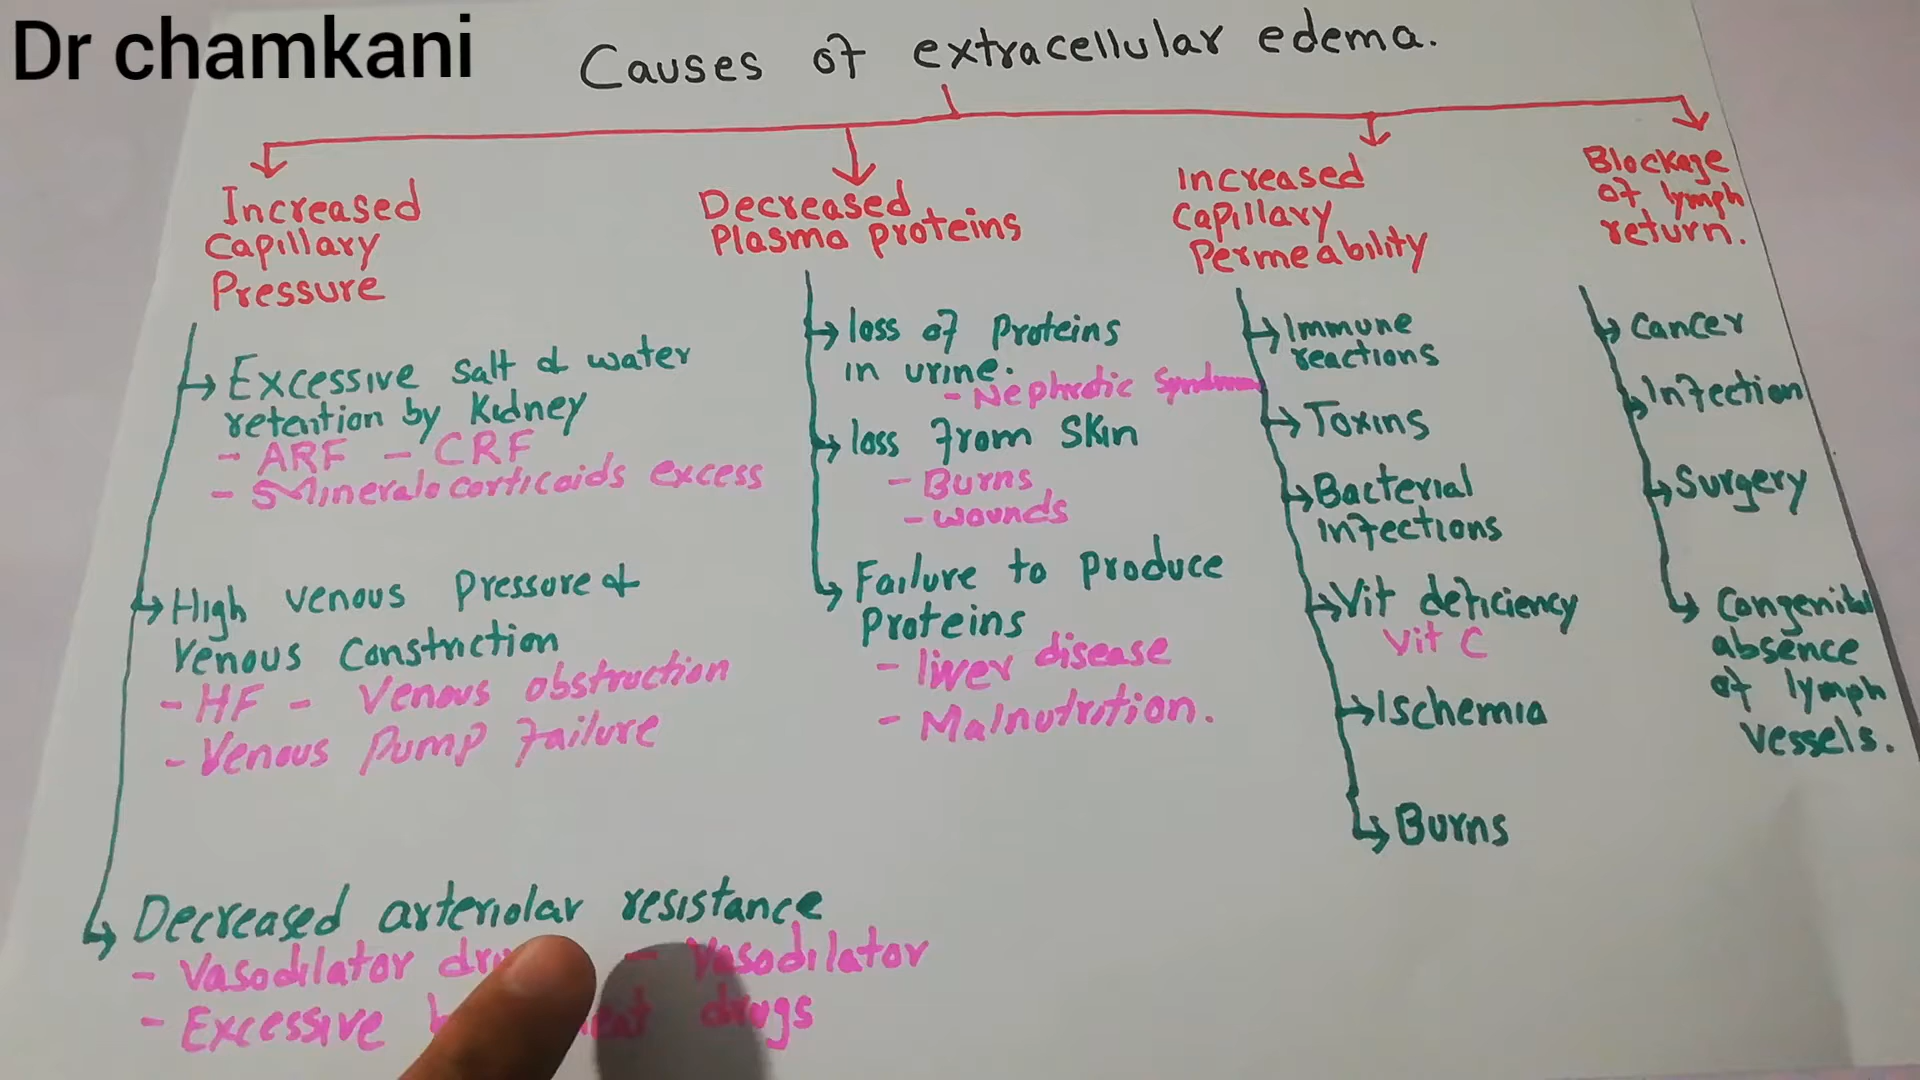 Dr chamkani
Causes of extracellular edema.
Increased
Capillary
Pressure
Excessive salt & water
retention by Kidney
- ARF - CRF
- Mineralocorticoids excess
High venous Pressure &
Venous Constriction
- HF - Venous obstruction
- Venous Pump Failure
Decreased arteriolar resistance
- Vasodilator - Vasodilator
- Excessive drugs
Decreased
Plasma proteins
loss of Proteins
in urine.
- Nephrotic Syndrome
loss from Skin
- Burns
- wounds
Failure to produce
Proteins
- liver disease
- Malnutrition.
Increased
Capillary
Permeability
Immune
reactions
Toxins
Bacterial
infections
Vit deficiency
Vit C
Ischemia
Burns
Blockage
of lymph
return.
Cancer
Infection
Surgery
Congenital
absence
of lymph
vessels.